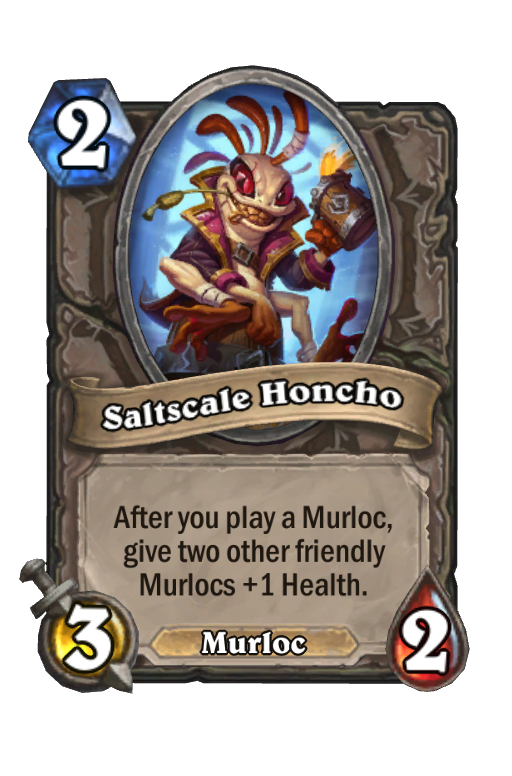 2
Saltscale Honcho
After you play a Murloc,
give two other friendly
Murlocs +1 Health.
3
Murloc
2